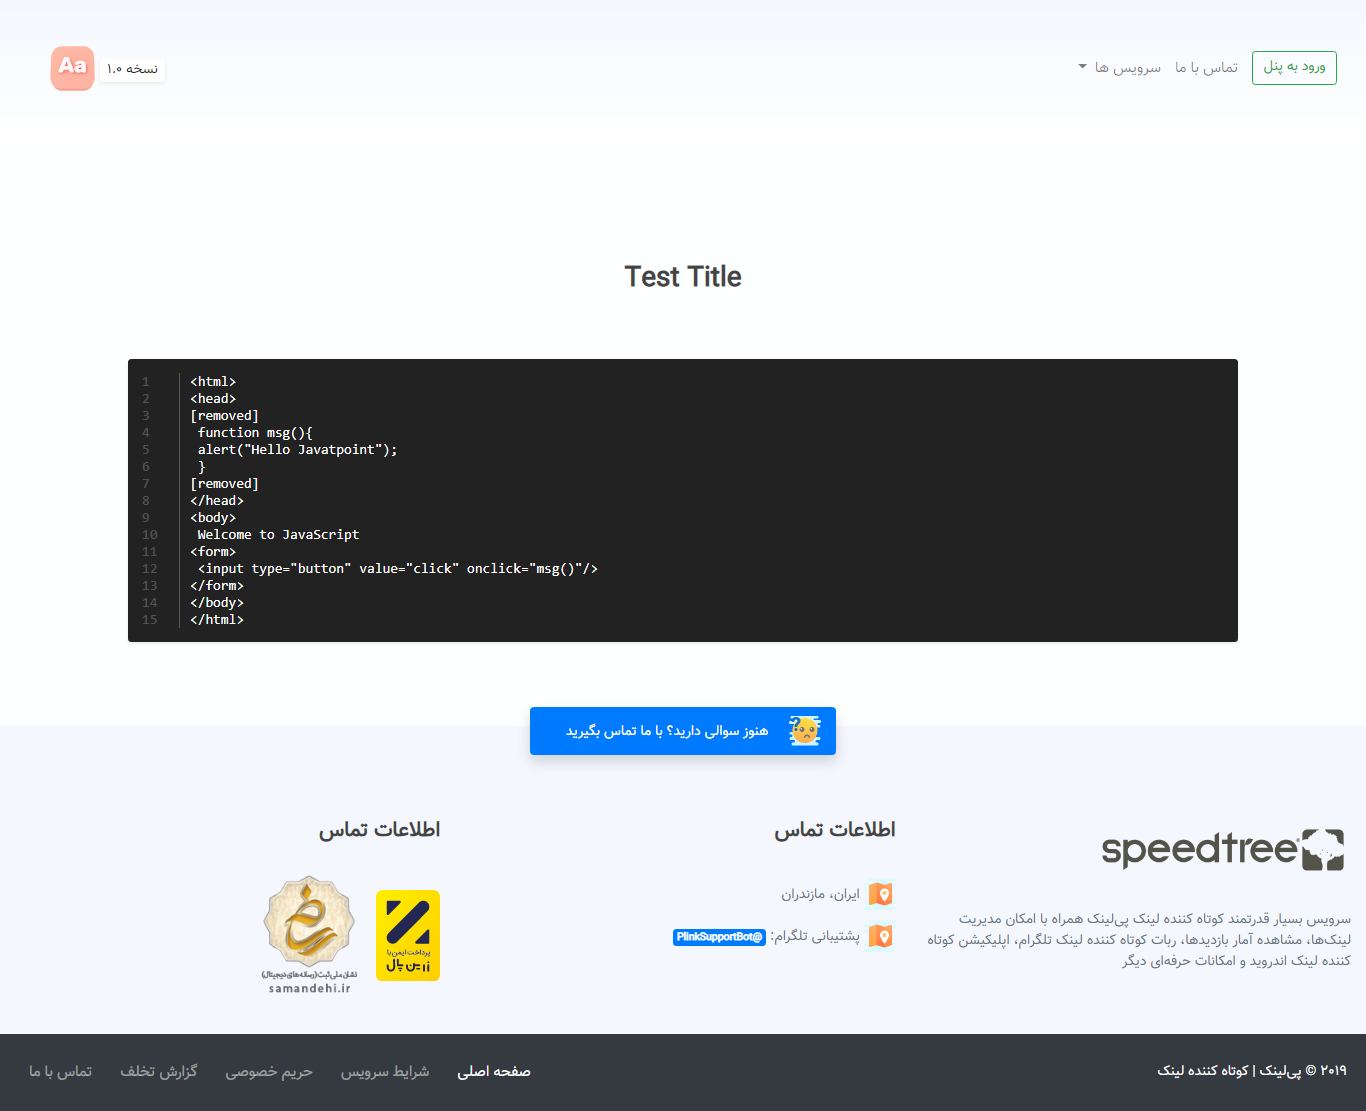 ورود به پنل
تماس با ما
سرویس ها
نسخه ۱.۰
Aa
Test Title
1 <html>
2 <head>
3 [removed]
4 function msg(){
5 alert("Hello Javatpoint");
6 }
7 [removed]
8 </head>
9 <body>
10 Welcome to JavaScript
11 <form>
12 <input type="button" value="click" onclick="msg()"/>
13 </form>
14 </body>
15 </html>
هنوز سوالی دارید؟ با ما تماس بگیرید
speedtree
سرویس بسیار قدرتمند کوتاه کننده لینک پی‌لینک همراه با امکان مدیریت
لینک‌ها، مشاهده آمار بازدیدها، ربات کوتاه کننده لینک تلگرام، اپلیکیشن کوتاه
کننده لینک اندروید و امکانات حرفه‌ای دیگر
اطلاعات تماس
ایران، مازندران
پشتیبانی تلگرام: @PlinkSupportBot
اطلاعات تماس
پرداخت ایمن با
زرین پال
نشان ملی ثبت (رسانه های دیجیتال)
samandehi.ir
۲۰۱۹ © پی‌لینک | کوتاه کننده لینک
صفحه اصلی
شرایط سرویس
حریم خصوصی
گزارش تخلف
تماس با ما